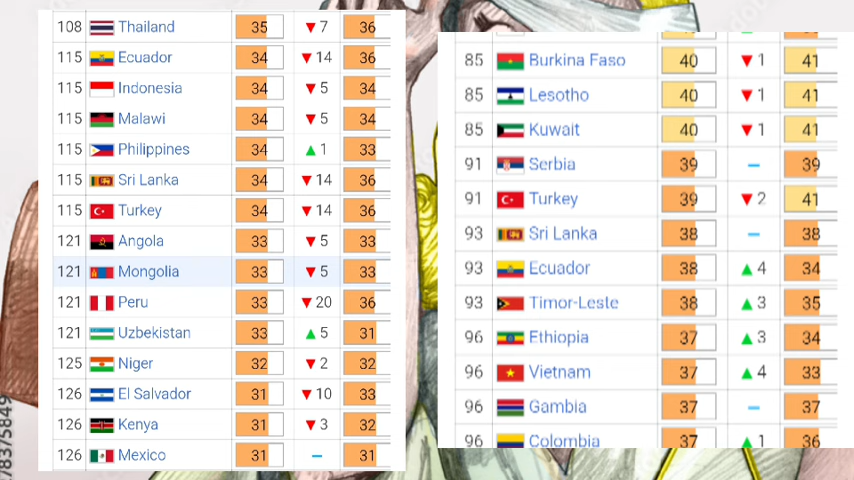 108 Thailand 35 ▼ 7 36
115 Ecuador 34 ▼ 14 36
115 Indonesia 34 ▼ 5 34
115 Malawi 34 ▼ 5 34
115 Philippines 34 ▲ 1 33
115 Sri Lanka 34 ▼ 14 36
115 Turkey 34 ▼ 14 36
121 Angola 33 ▼ 5 33
121 Mongolia 33 ▼ 5 33
121 Peru 33 ▼ 20 36
121 Uzbekistan 33 ▲ 5 31
125 Niger 32 ▼ 2 32
126 El Salvador 31 ▼ 10 33
126 Kenya 31 ▼ 3 32
126 Mexico 31 – 31
85 Burkina Faso 40 ▼ 1 41
85 Lesotho 40 ▼ 1 41
85 Kuwait 40 ▼ 1 41
91 Serbia 39 – 39
91 Turkey 39 ▼ 2 41
93 Sri Lanka 38 – 38
93 Ecuador 38 ▲ 4 34
93 Timor-Leste 38 ▲ 3 35
96 Ethiopia 37 ▲ 3 34
96 Vietnam 37 ▲ 4 33
96 Gambia 37 – 37
96 Colombia 37 ▲ 1 36